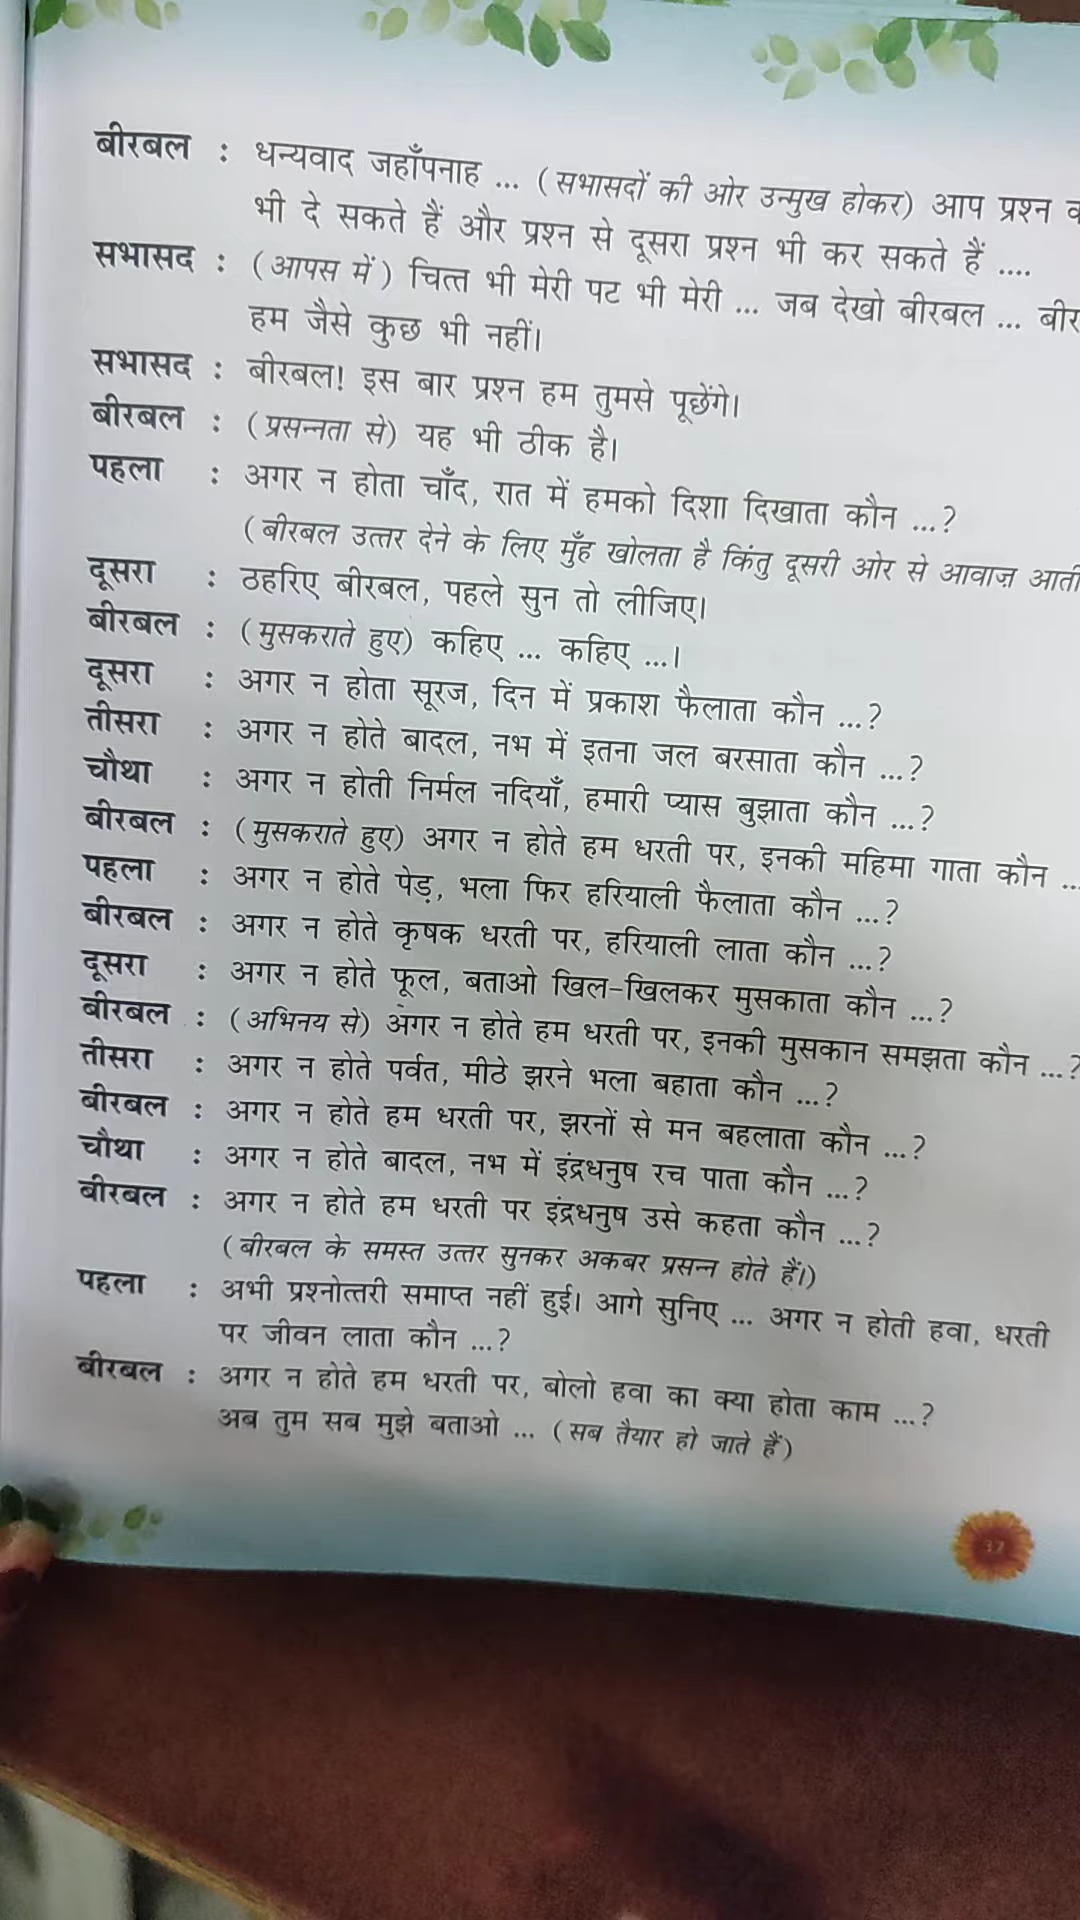 बीरबल : धन्यवाद जहाँपनाह ... (सभासदों की ओर उन्मुख होकर) आप प्रश्न
भी दे सकते हैं और प्रश्न से दूसरा प्रश्न भी कर सकते हैं ....
सभासद : (आपस में) चित्त भी मेरी पट भी मेरी ... जब देखो बीरबल ...
हम जैसे कुछ भी नहीं।
सभासद : बीरबल! इस बार प्रश्न हम तुमसे पूछेंगे।
बीरबल : (प्रसन्नता से) यह भी ठीक है।
पहला : अगर न होता चाँद, रात में हमको दिशा दिखाता कौन ...?
(बीरबल उत्तर देने के लिए मुँह खोलता है किंतु दूसरी ओर से आवाज़ आती
दूसरा : ठहरिए बीरबल, पहले सुन तो लीजिए।
बीरबल : (मुसकराते हुए) कहिए ... कहिए ...।
दूसरा : अगर न होता सूरज, दिन में प्रकाश फैलाता कौन ...?
तीसरा : अगर न होते बादल, नभ में इतना जल बरसाता कौन ...?
चौथा : अगर न होती निर्मल नदियाँ, हमारी प्यास बुझाता कौन ...?
बीरबल : (मुसकराते हुए) अगर न होते हम धरती पर, इनकी महिमा गाता कौन ...
पहला : अगर न होते पेड़, भला फिर हरियाली फैलाता कौन ...?
बीरबल : अगर न होते कृषक धरती पर, हरियाली लाता कौन ...?
दूसरा : अगर न होते फूल, बताओ खिल-खिलकर मुसकाता कौन ...?
बीरबल : (अभिनय से) अगर न होते हम धरती पर, इनकी मुसकान समझता कौन ...?
तीसरा : अगर न होते पर्वत, मीठे झरने भला बहाता कौन ...?
बीरबल : अगर न होते हम धरती पर, झरनों से मन बहलाता कौन ...?
चौथा : अगर न होते बादल, नभ में इंद्रधनुष रच पाता कौन ...?
बीरबल : अगर न होते हम धरती पर इंद्रधनुष उसे कहता कौन ...?
(बीरबल के समस्त उत्तर सुनकर अकबर प्रसन्न होते हैं।)
पहला : अभी प्रश्नोत्तरी समाप्त नहीं हुई। आगे सुनिए ... अगर न होती हवा, धरती
पर जीवन लाता कौन ...?
बीरबल : अगर न होते हम धरती पर, बोलो हवा का क्या होता काम ...?
अब तुम सब मुझे बताओ ... (सब तैयार हो जाते हैं)
37